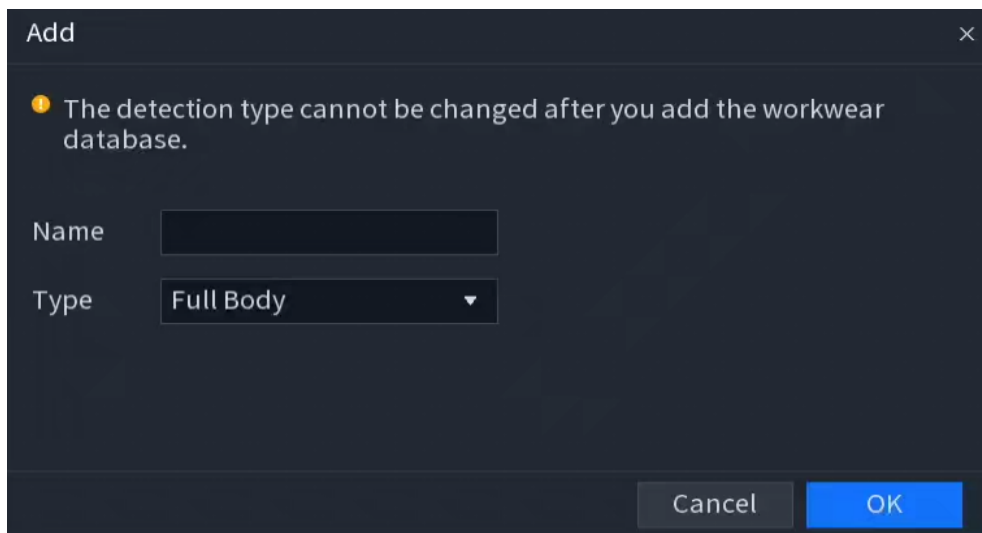 Add
The detection type cannot be changed after you add the workwear
database.
Name
Type Full Body
Cancel OK